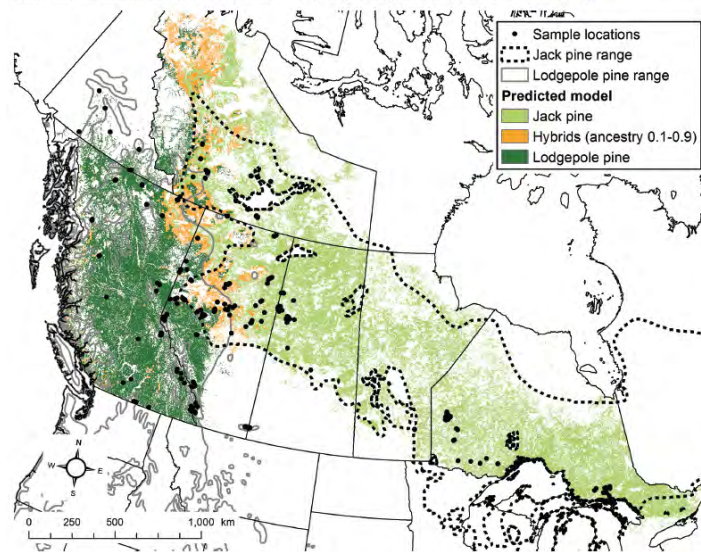 Sample locations
Jack pine range
Lodgepole pine range
Predicted model
Jack pine
Hybrids (ancestry 0.1-0.9)
Lodgepole pine
N
W E
S
0 250 500 1,000 km